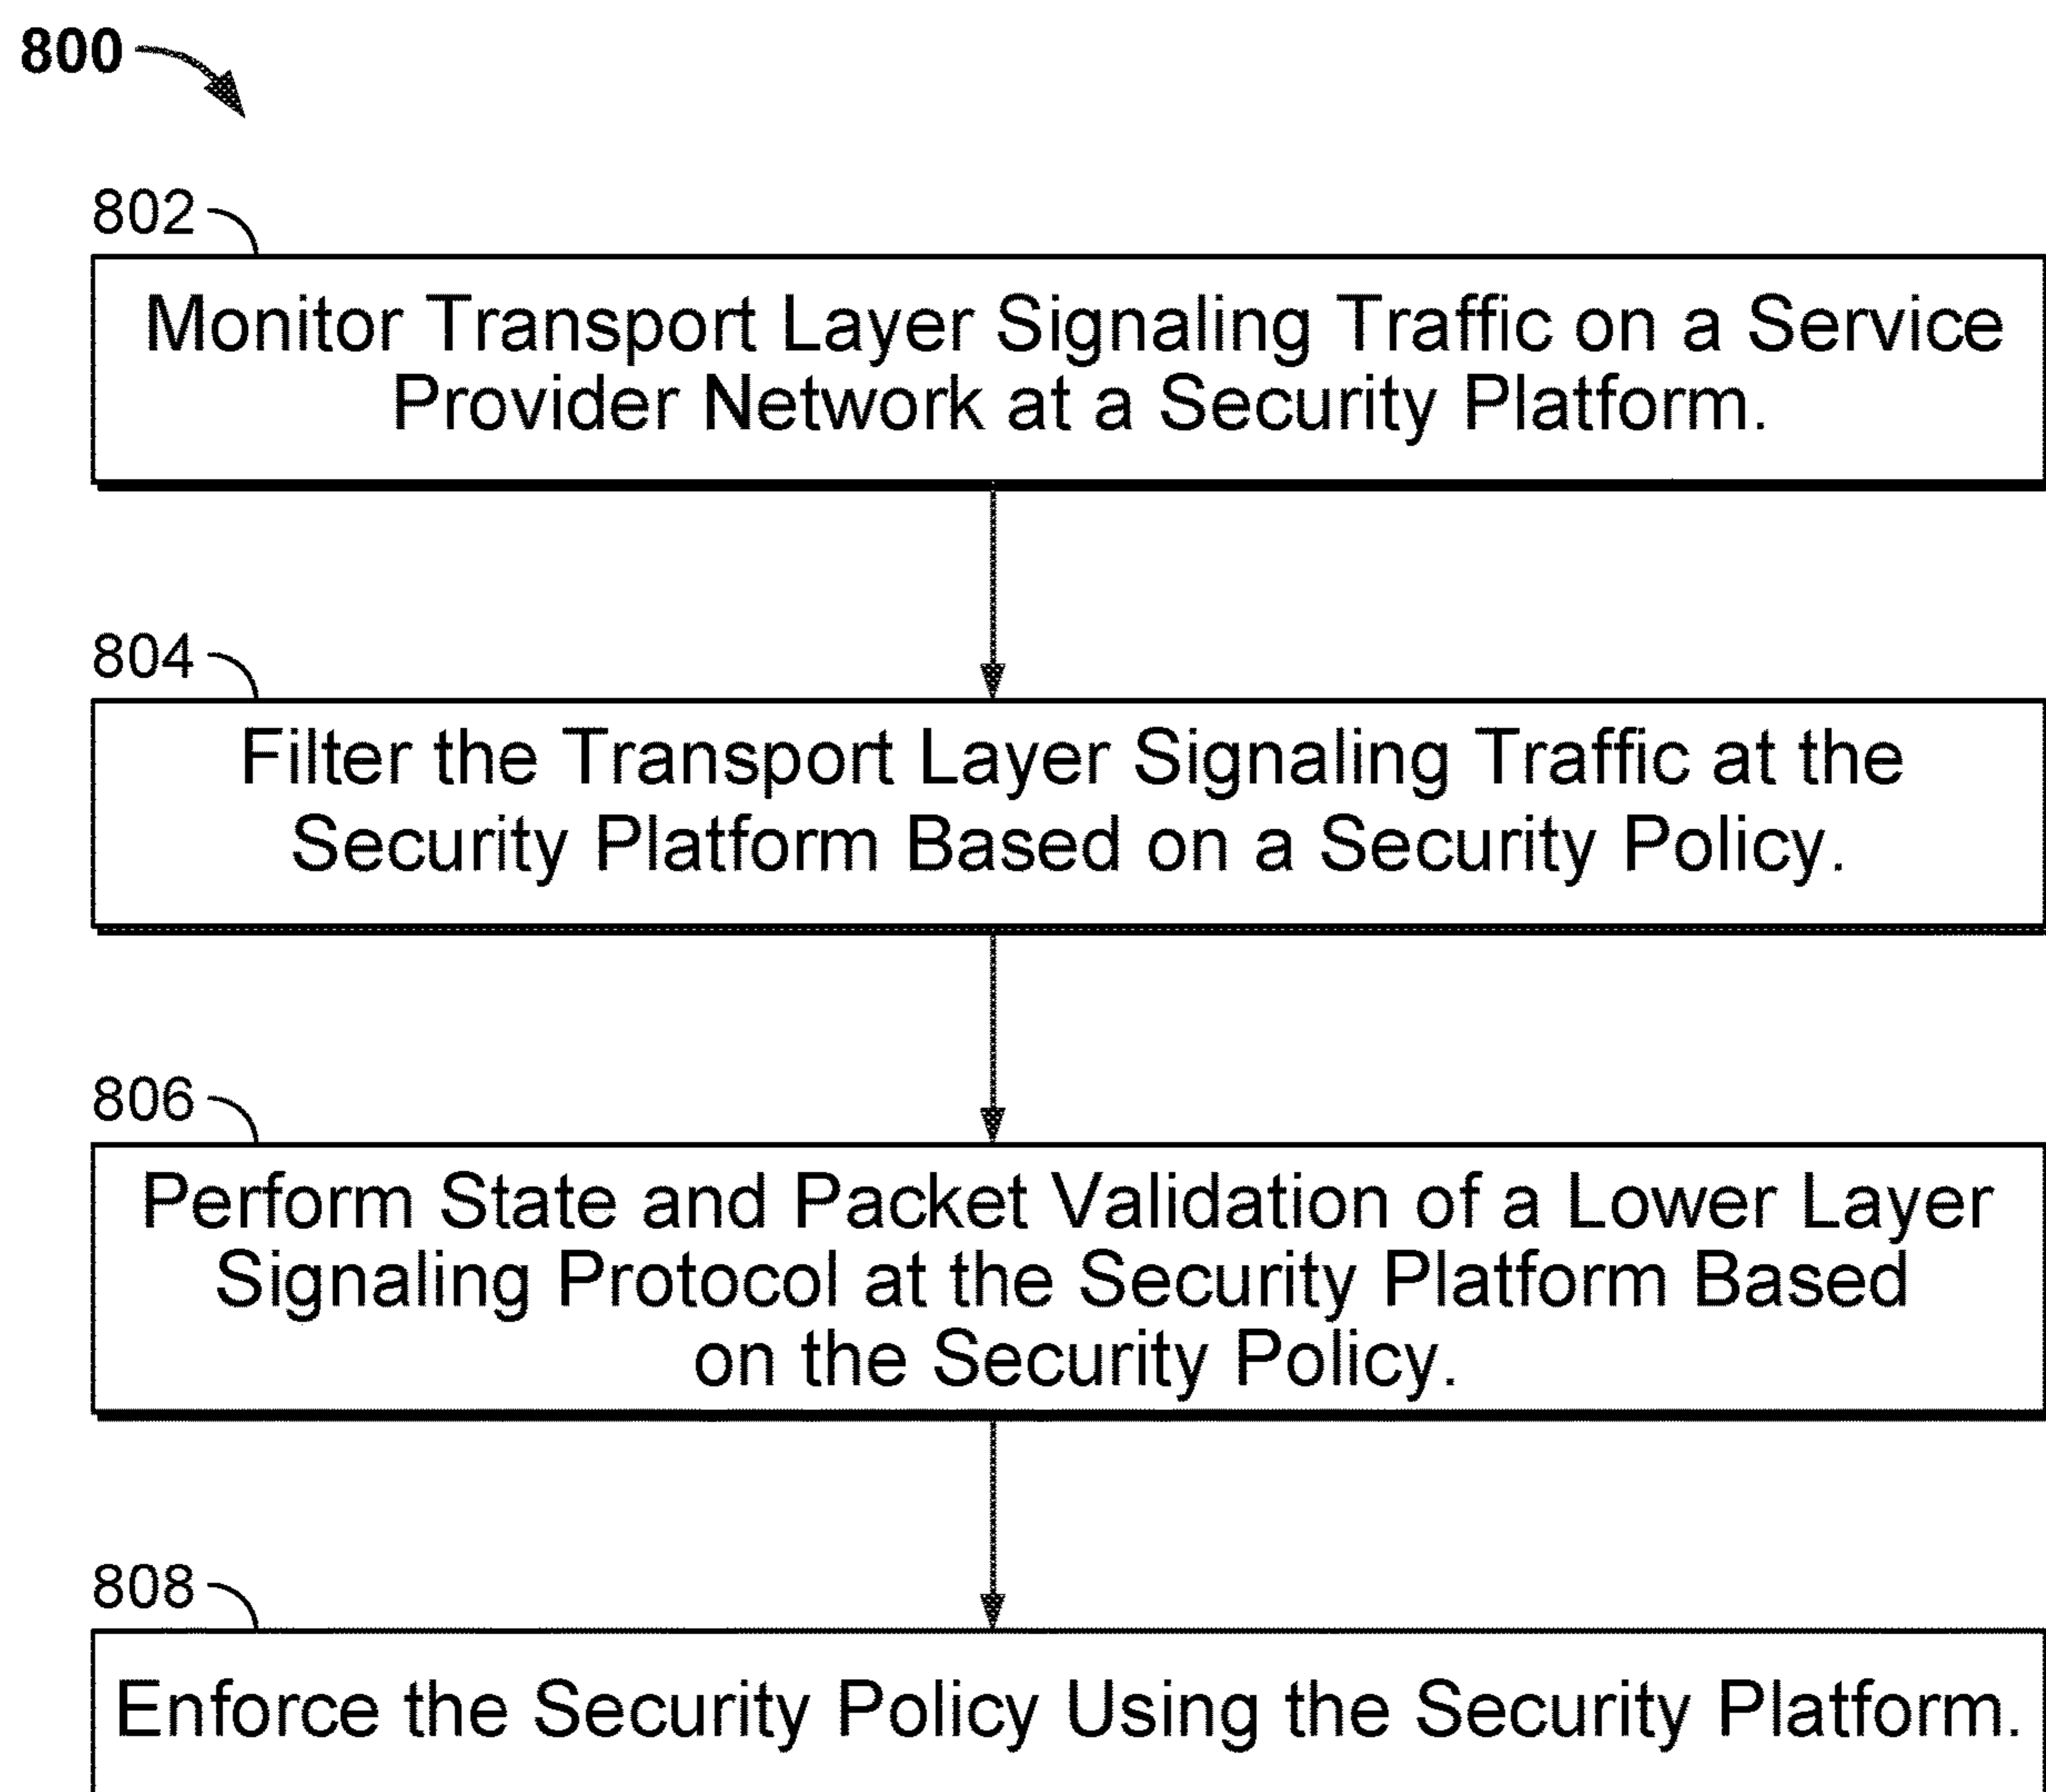 800
802
Monitor Transport Layer Signaling Traffic on a Service
Provider Network at a Security Platform.
804
Filter the Transport Layer Signaling Traffic at the
Security Platform Based on a Security Policy.
806
Perform State and Packet Validation of a Lower Layer
Signaling Protocol at the Security Platform Based
on the Security Policy.
808
Enforce the Security Policy Using the Security Platform.